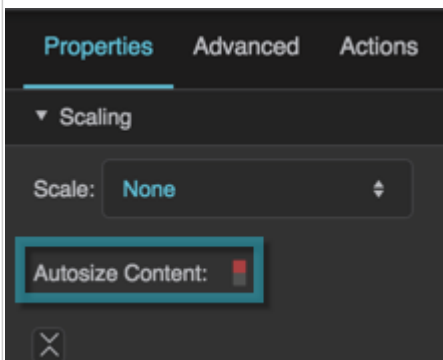 Properties Advanced Actions
Scaling
Scale: None
Autosize Content: